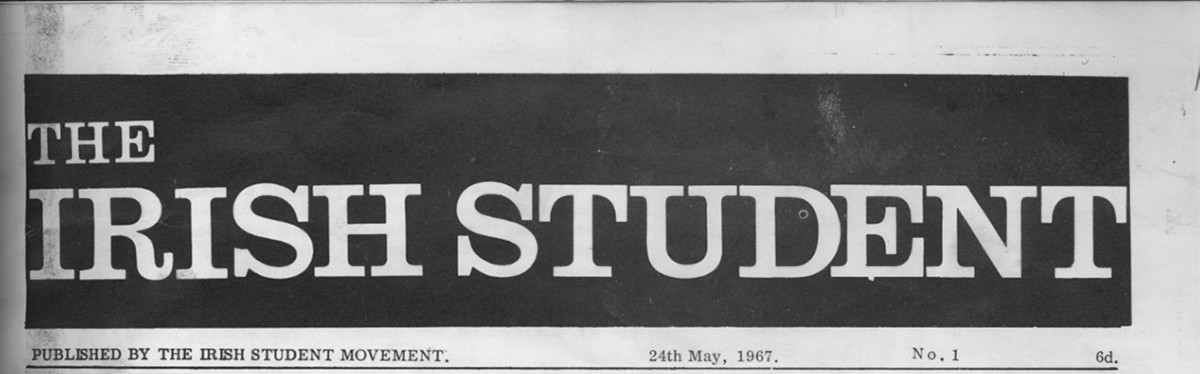 THE
IRISH STUDENT
PUBLISHED BY THE IRISH STUDENT MOVEMENT. 24th May, 1967. No. 1 6d.